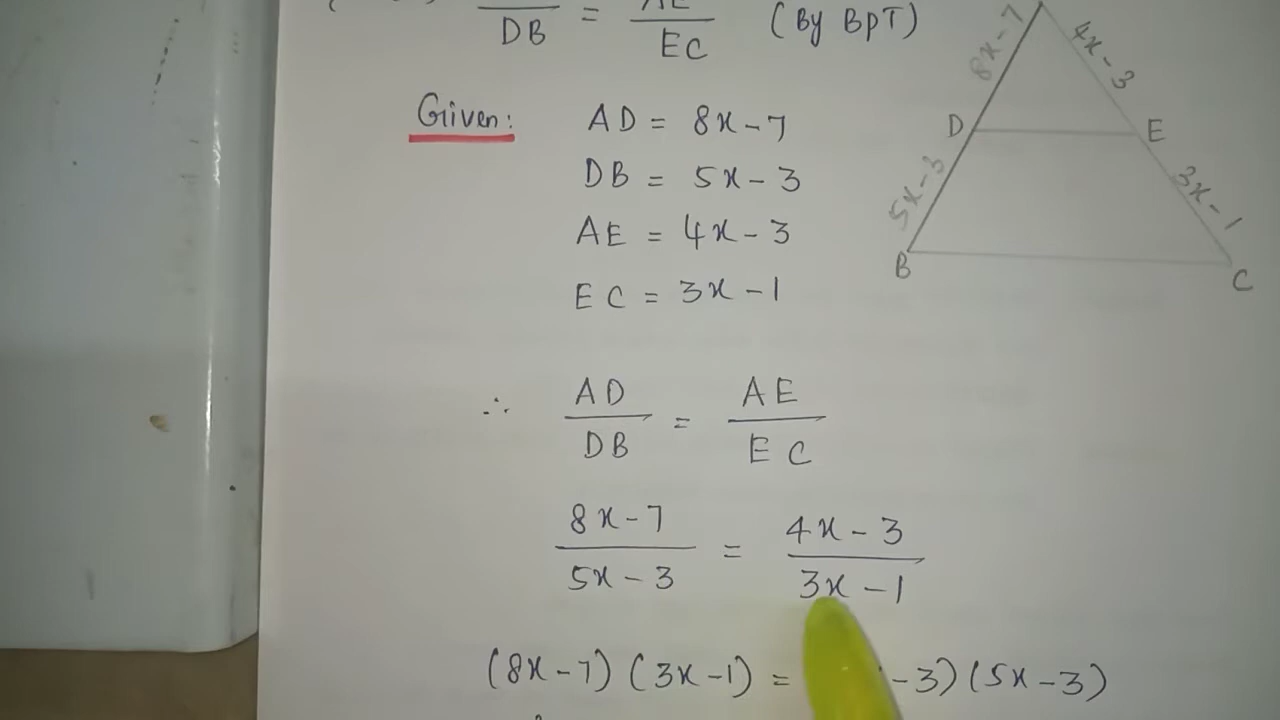 DB = EC (By BPT)
Given: AD = 8x-7
DB = 5x-3
AE = 4x-3
EC = 3x-1
∴ AD/DB = AE/EC
8x-7/5x-3 = 4x-3/3x-1
(8x-7)(3x-1) = -3)(5x-3)
8x-7
4x-3
D
E
5x-3
3x-1
B
C